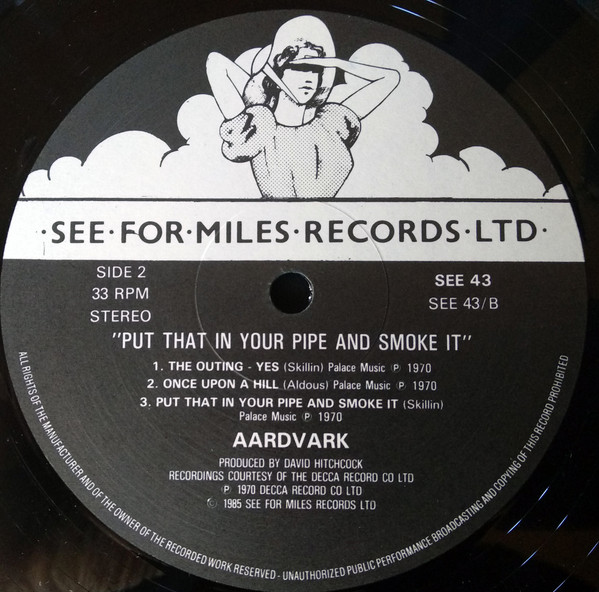 ·SEE·FOR·MILES·RECORDS·LTD·
SIDE 2
33 RPM
STEREO
SEE 43
SEE 43/B
"PUT THAT IN YOUR PIPE AND SMOKE IT"
1. THE OUTING - YES (Skillin) Palace Music Ⓟ 1970
2. ONCE UPON A HILL (Aldous) Palace Music Ⓟ 1970
3. PUT THAT IN YOUR PIPE AND SMOKE IT (Skillin)
Palace Music Ⓟ 1970
AARDVARK
PRODUCED BY DAVID HITCHCOCK
RECORDINGS COURTESY OF THE DECCA RECORD CO LTD
Ⓟ 1970 DECCA RECORD CO LTD
© 1985 SEE FOR MILES RECORDS LTD
ALL RIGHTS OF THE MANUFACTURER AND OF THE OWNER OF THE RECORDED WORK RESERVED - UNAUTHORIZED PUBLIC PERFORMANCE BROADCASTING AND COPYING OF THIS RECORD PROHIBITED